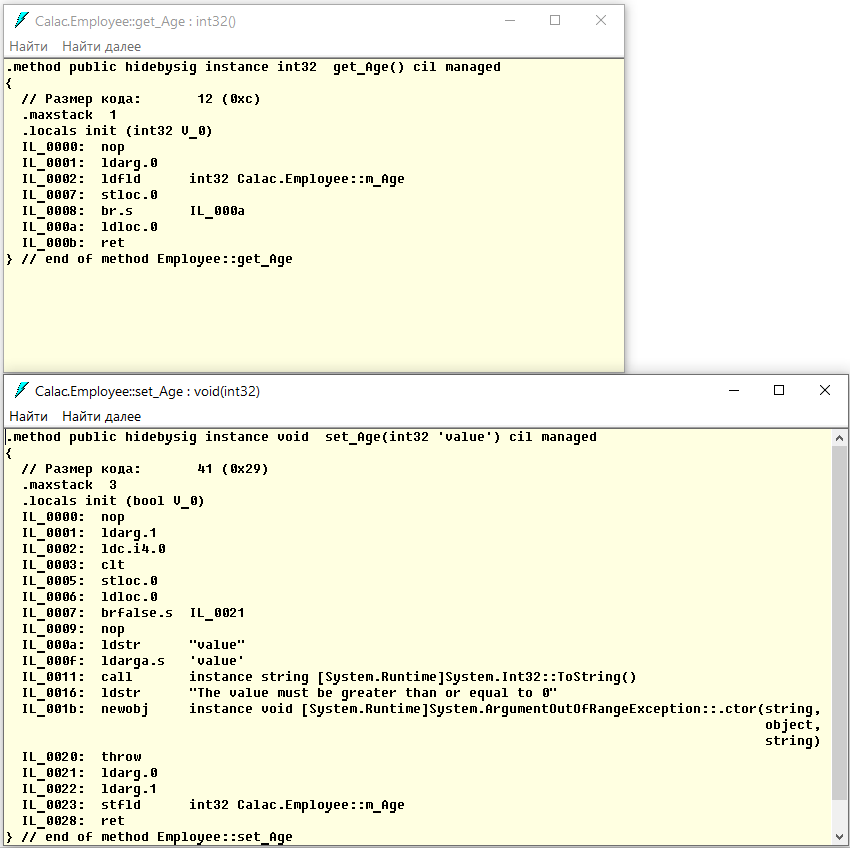 Calac.Employee::get_Age : int32()
Найти Найти далее
.method public hidebysig instance int32  get_Age() cil managed
{
  // Размер кода:       12 (0xc)
  .maxstack  1
  .locals init (int32 V_0)
  IL_0000:  nop
  IL_0001:  ldarg.0
  IL_0002:  ldfld      int32 Calac.Employee::m_Age
  IL_0007:  stloc.0
  IL_0008:  br.s       IL_000a
  IL_000a:  ldloc.0
  IL_000b:  ret
} // end of method Employee::get_Age
Calac.Employee::set_Age : void(int32)
Найти Найти далее
.method public hidebysig instance void  set_Age(int32 'value') cil managed
{
  // Размер кода:       41 (0x29)
  .maxstack  3
  .locals init (bool V_0)
  IL_0000:  nop
  IL_0001:  ldarg.1
  IL_0002:  ldc.i4.0
  IL_0003:  clt
  IL_0005:  stloc.0
  IL_0006:  ldloc.0
  IL_0007:  brfalse.s  IL_0021
  IL_0009:  nop
  IL_000a:  ldstr      "value"
  IL_000f:  ldarga.s   'value'
  IL_0011:  call       instance string [System.Runtime]System.Int32::ToString()
  IL_0016:  ldstr      "The value must be greater than or equal to 0"
  IL_001b:  newobj     instance void [System.Runtime]System.ArgumentOutOfRangeException::.ctor(string,
                                                                                               object,
                                                                                               string)
  IL_0020:  throw
  IL_0021:  ldarg.0
  IL_0022:  ldarg.1
  IL_0023:  stfld      int32 Calac.Employee::m_Age
  IL_0028:  ret
} // end of method Employee::set_Age